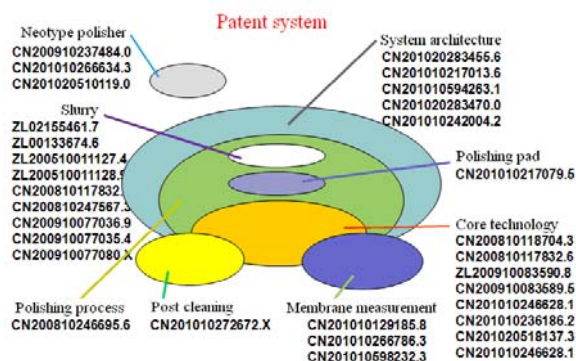 Patent system
Neotype polisher
CN200910237484.0
CN201010266634.3
CN201020510119.0
System architecture
CN201020283455.6
CN201010217013.6
CN201010594263.1
CN201020283470.0
CN201010242004.2
Slurry
ZL02155461.7
ZL00133674.6
ZL200510011127.4
ZL200510011128.9
CN200810117832.
CN200810247567.3
CN200910077036.9
CN200910077035.4
CN200910077080.X
Polishing pad
CN201010217079.5
Core technology
CN200810118704.3
CN200810117832.6
ZL200910083590.8
CN200910083589.5
CN201010246628.1
CN201010236186.2
CN201020518137.3
CN201010246628.1
Polishing process
CN200810246695.6
Post cleaning
CN201010272672.X
Membrane measurement
CN201010129185.8
CN201010266786.3
CN201010598232.3